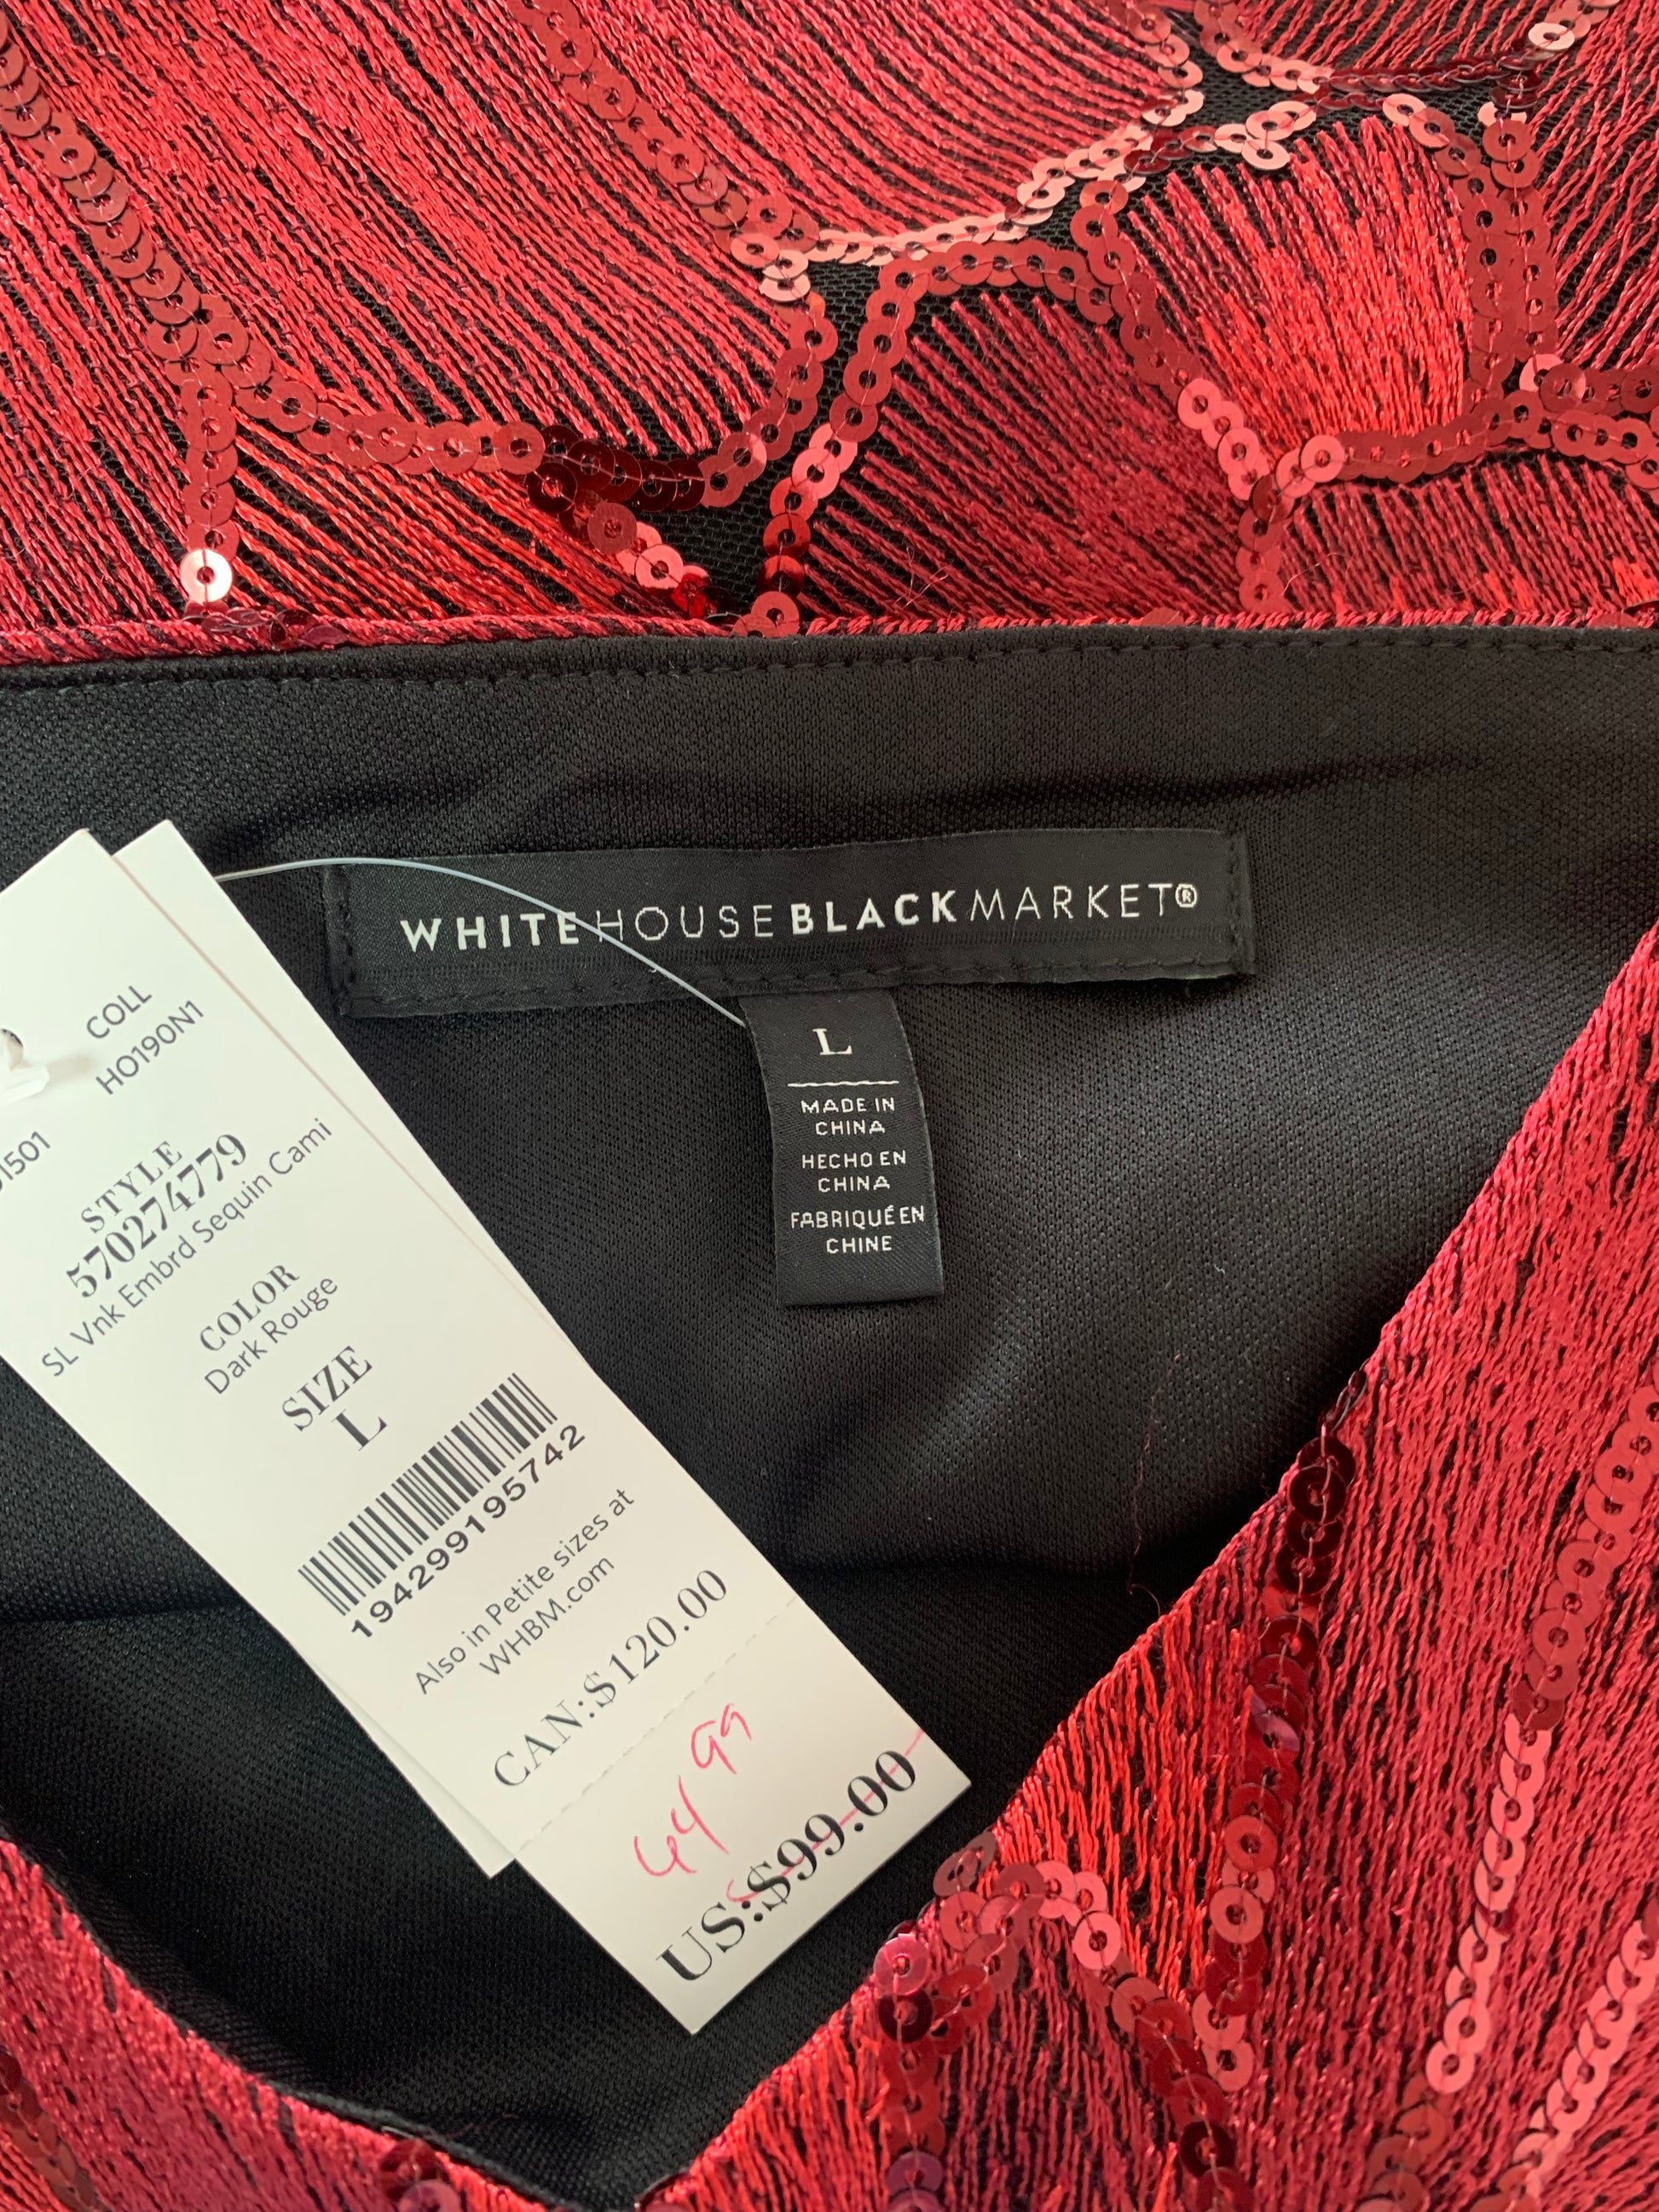 WHITEHOUSEBLACKMARKET®
L
MADE IN
CHINA
HECHO EN
CHINA
FABRIQUÉ EN
CHINE
COLL
HO190N1
STYLE
570274779
SL Vnk Embrd Sequin Cami
COLOR
Dark Rouge
SIZE
L
194299195742
Also in Petite sizes at
WHBM.com
CAN:$120.00
64 99
US:$99.00